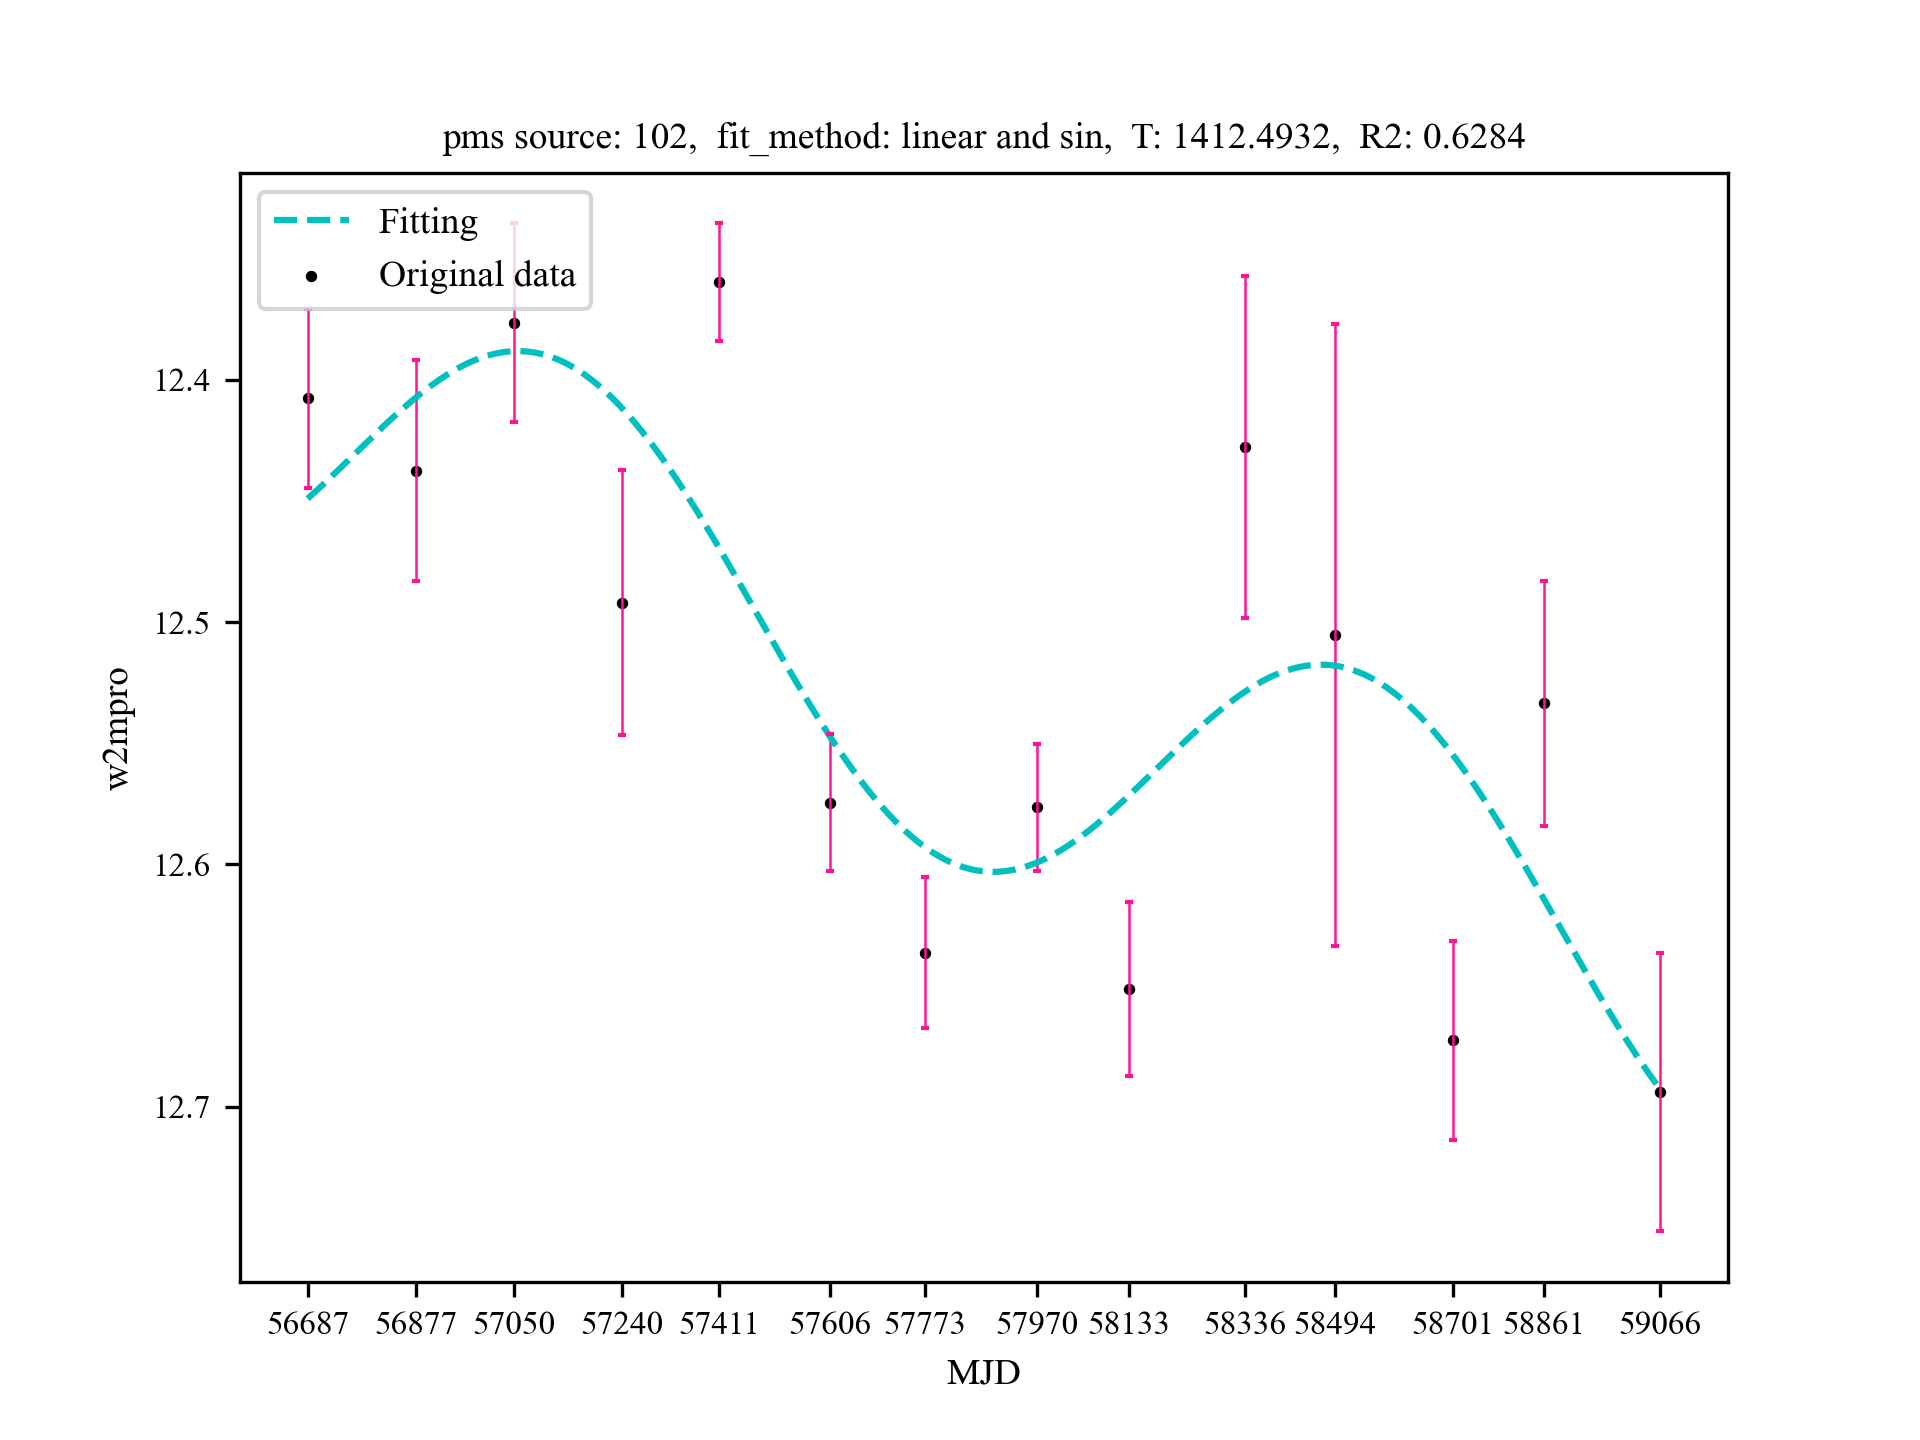 pms source: 102,  fit_method: linear and sin,  T: 1412.4932,  R2: 0.6284
Fitting
Original data
12.4
12.5
12.6
12.7
w2mpro
56687 56877 57050 57240 57411 57606 57773 57970 58133 58336 58494 58701 58861 59066
MJD